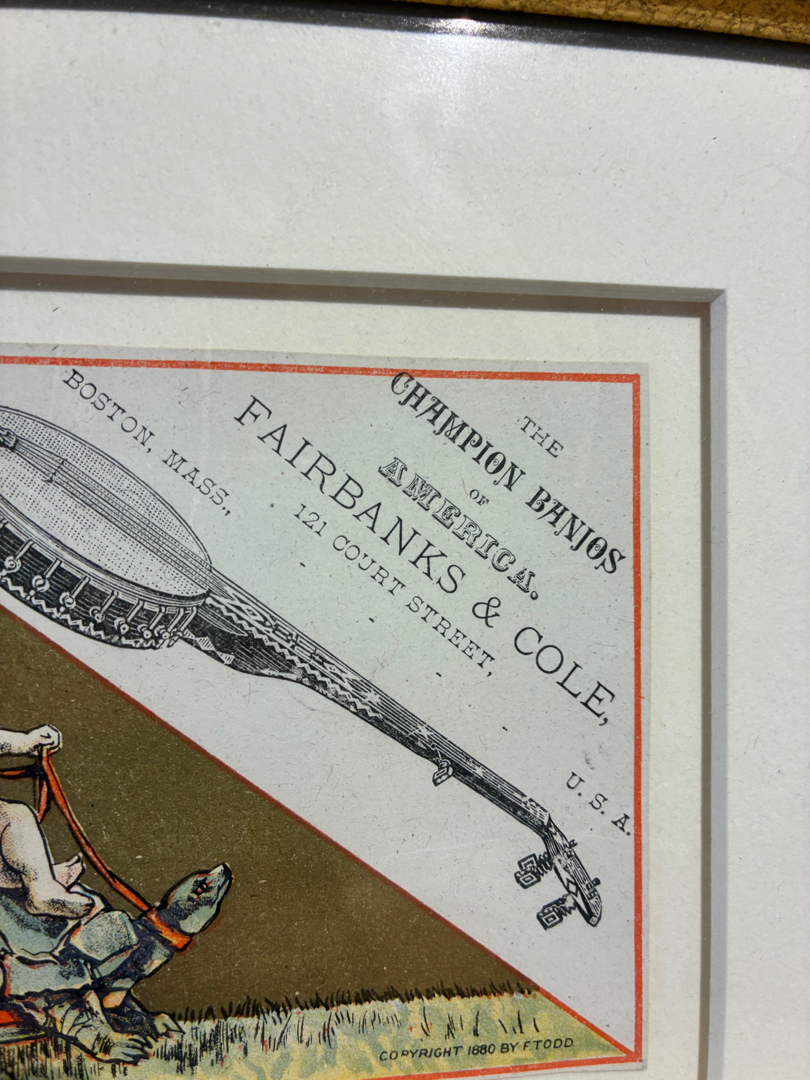 THE
CHAMPION BANJOS
OF
AMERICA.
FAIRBANKS & COLE,
121 COURT STREET,
BOSTON, MASS., U. S. A.
COPYRIGHT 1880 BY F TODD